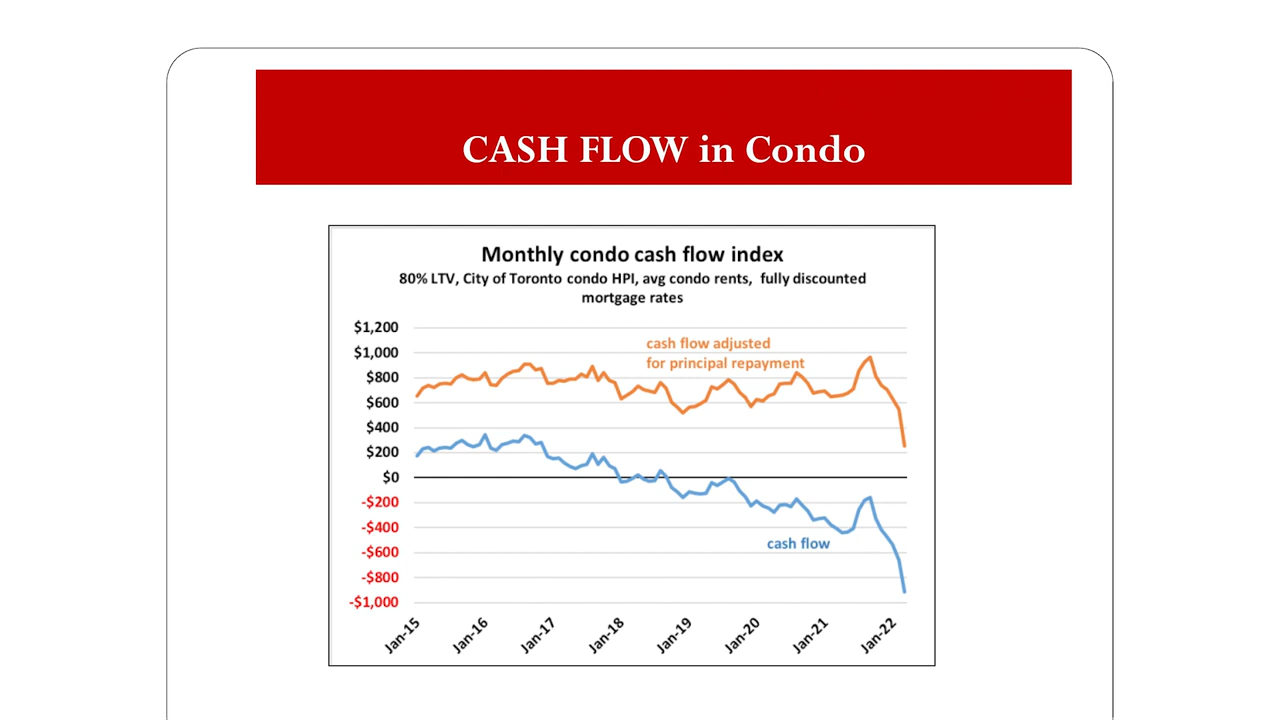 CASH FLOW in Condo
Monthly condo cash flow index
80% LTV, City of Toronto condo HPI, avg condo rents, fully discounted
mortgage rates
$1,200
$1,000
$800
$600
$400
$200
$0
-$200
-$400
-$600
-$800
-$1,000
cash flow adjusted
for principal repayment
cash flow
Jan-15
Jan-16
Jan-17
Jan-18
Jan-19
Jan-20
Jan-21
Jan-22